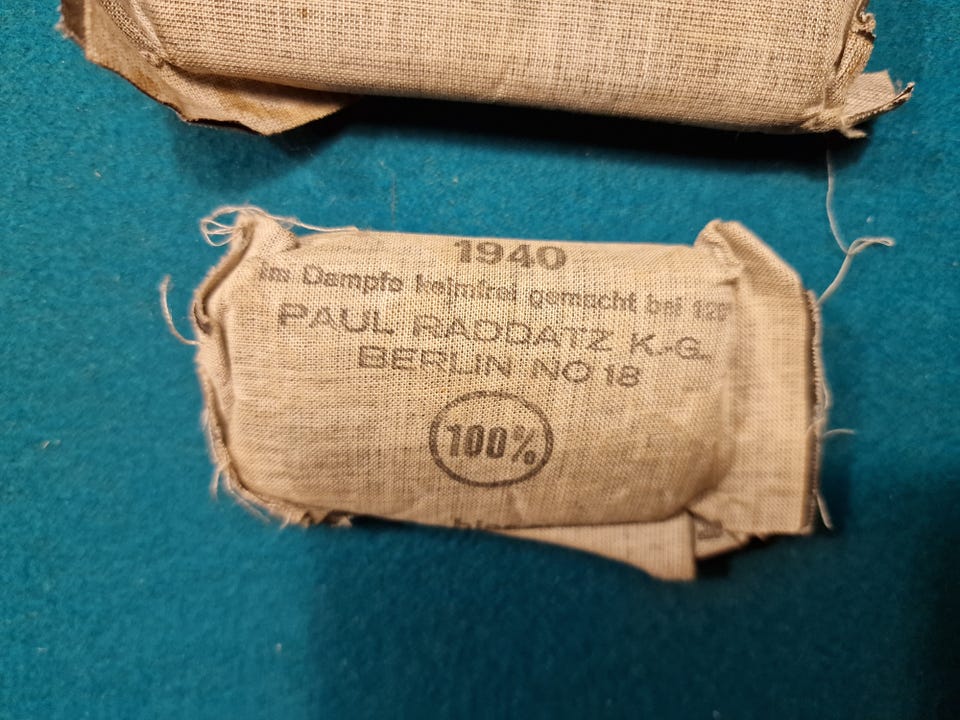 1940
im Dampfe keimfrei gemacht bei 120°
PAUL RADDATZ K.-G.
BERLIN NO 18
100%